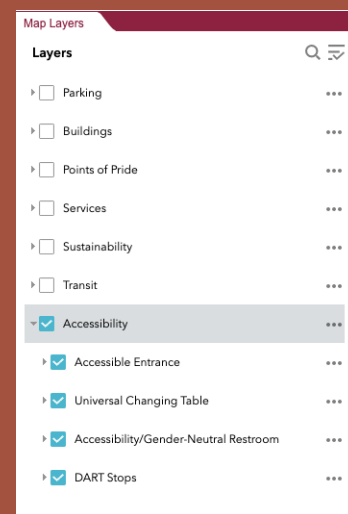 Map Layers
Layers
Parking
Buildings
Points of Pride
Services
Sustainability
Transit
Accessibility
Accessible Entrance
Universal Changing Table
Accessibility/Gender-Neutral Restroom
DART Stops